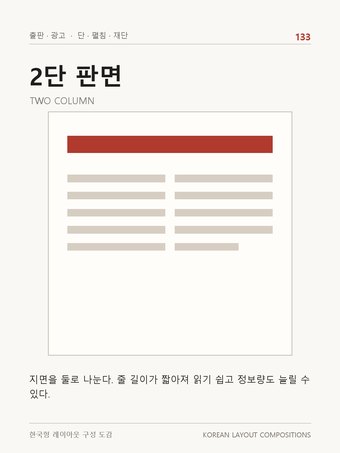 출판 · 광고 · 단 · 펼침 · 재단
133
2단 판면
TWO COLUMN
지면을 둘로 나눈다. 줄 길이가 짧아져 읽기 쉽고 정보량도 늘릴 수
있다.
한국형 레이아웃 구성 도감
KOREAN LAYOUT COMPOSITIONS